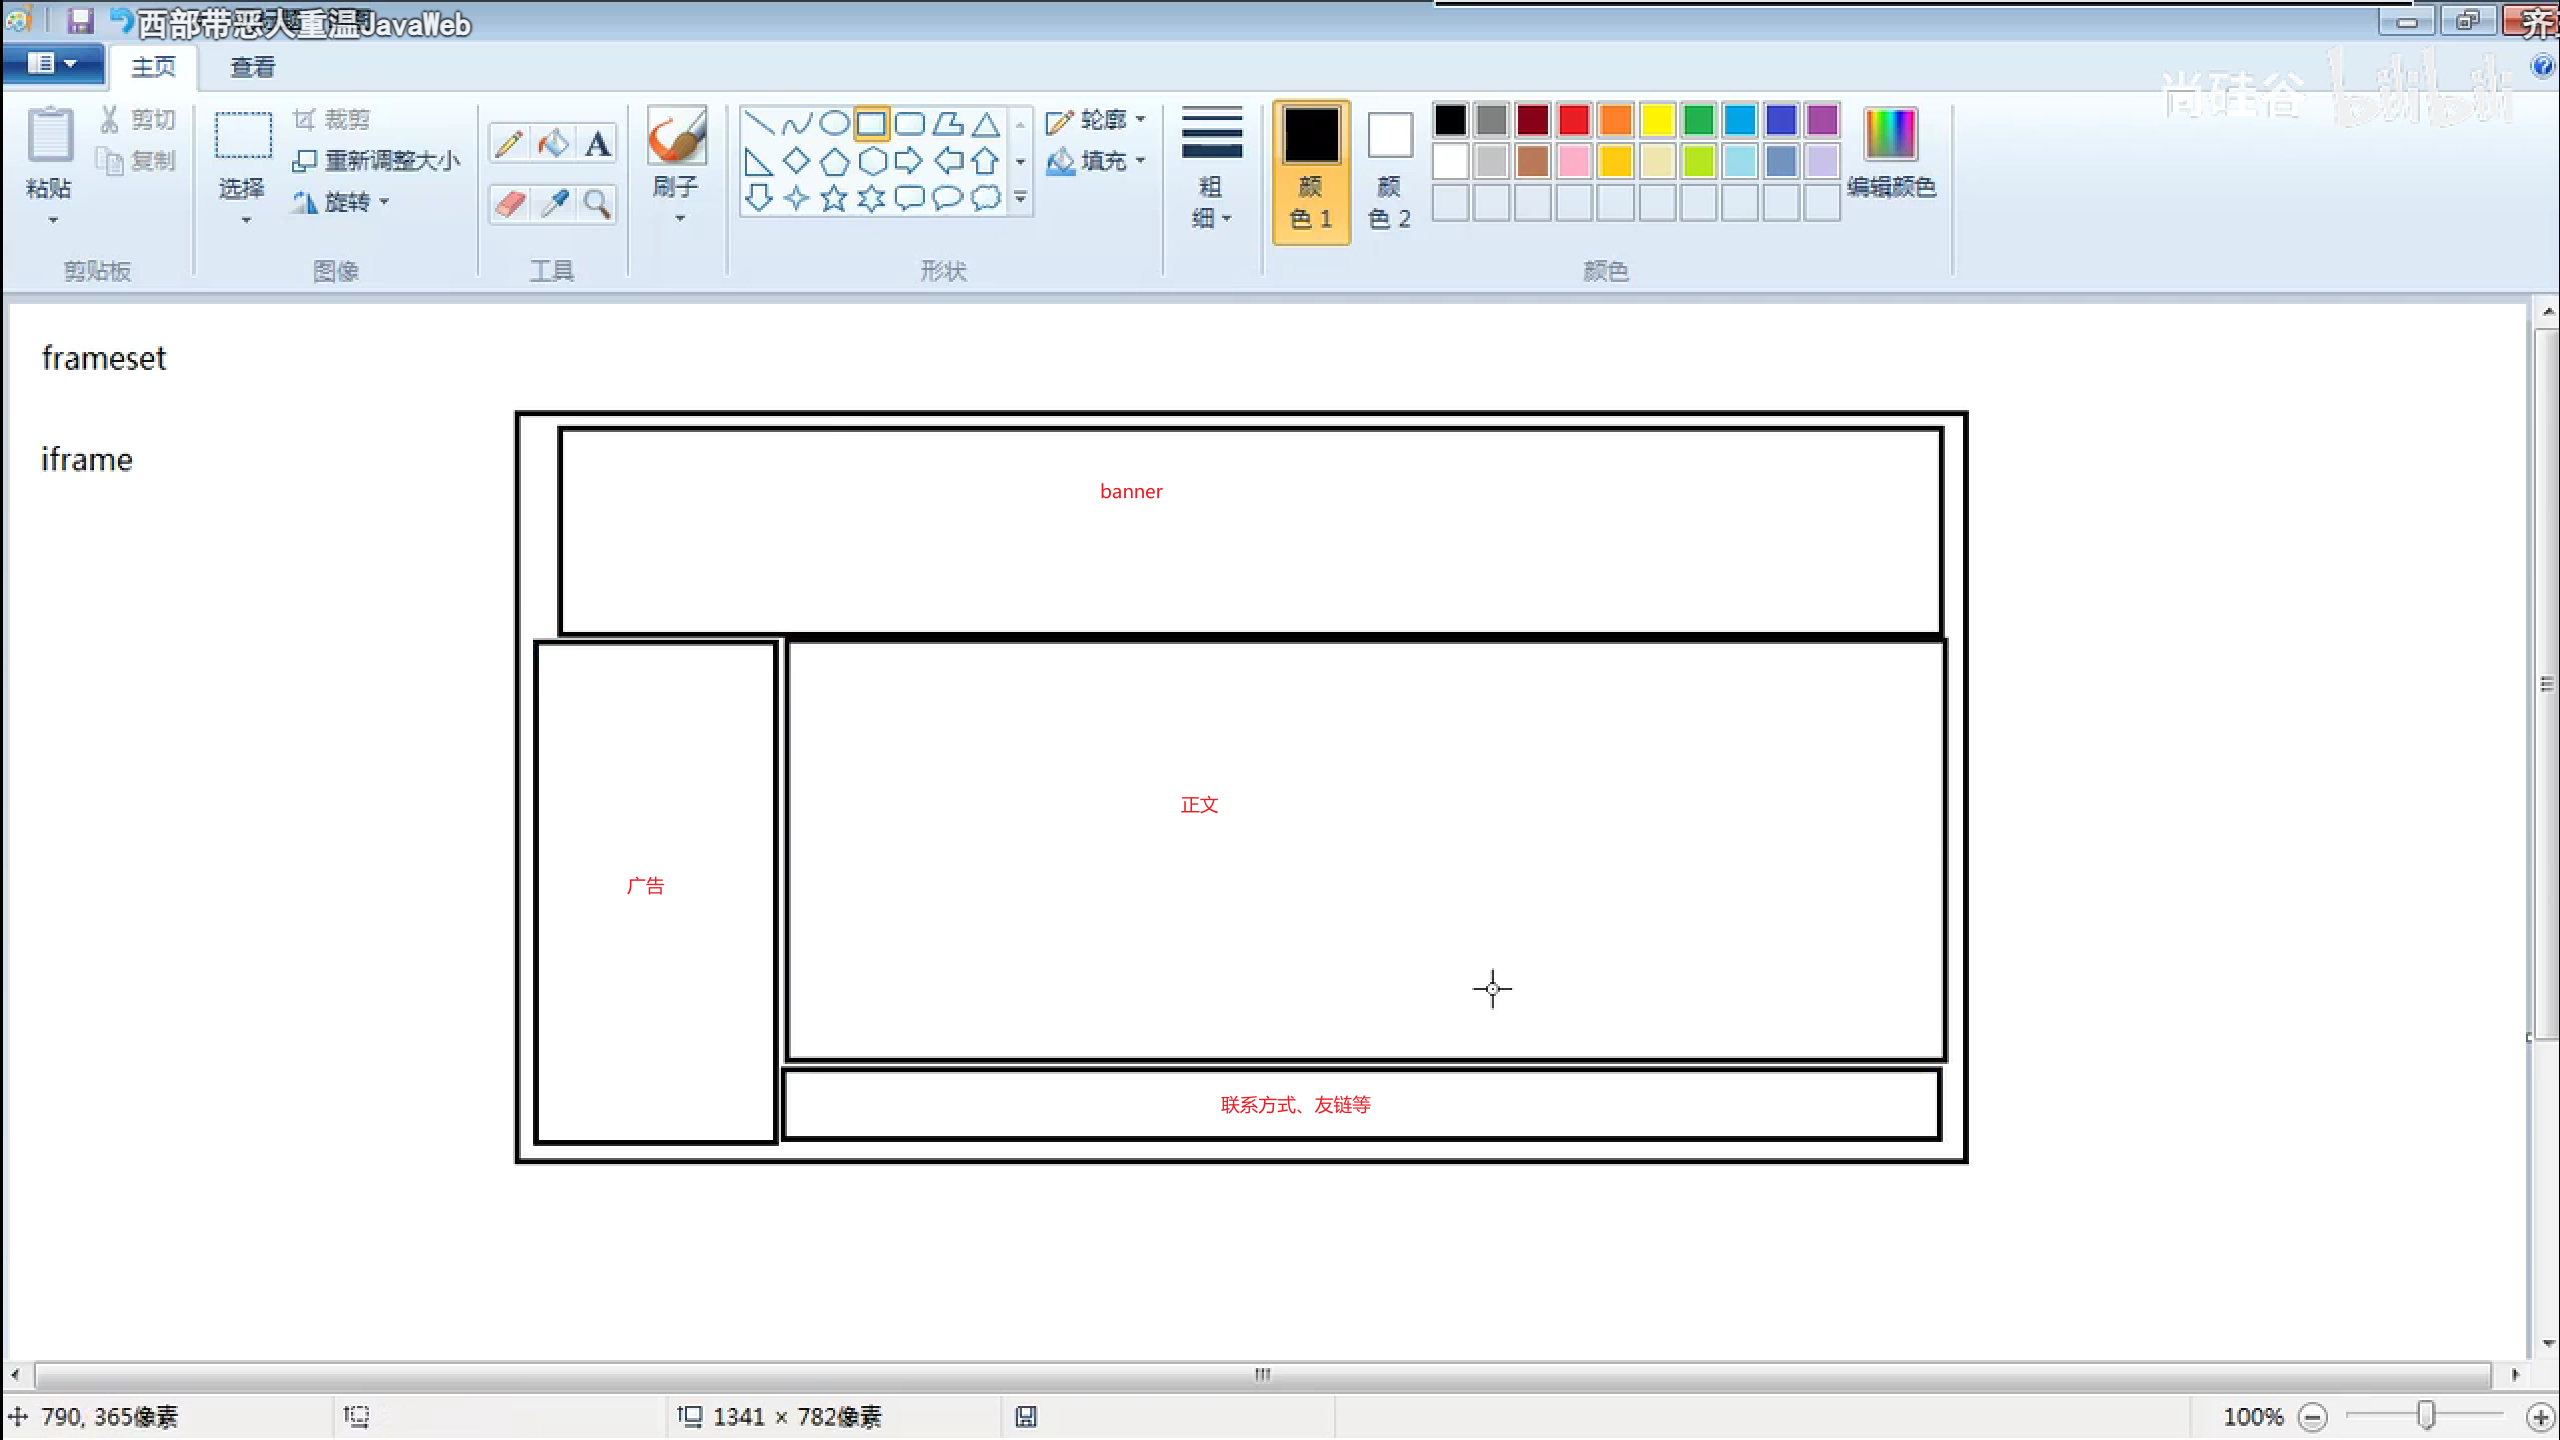 西部带恶人重温JavaWeb
齐
主页
查看
尚硅谷
bilibili
剪切
复制
粘贴
剪贴板
裁剪
重新调整大小
旋转
选择
图像
A
工具
刷子
轮廓
填充
形状
粗
细
颜
色 1
颜
色 2
编辑颜色
颜色
frameset
iframe
banner
正文
广告
联系方式、友链等
790, 365像素
1341 × 782像素
100%